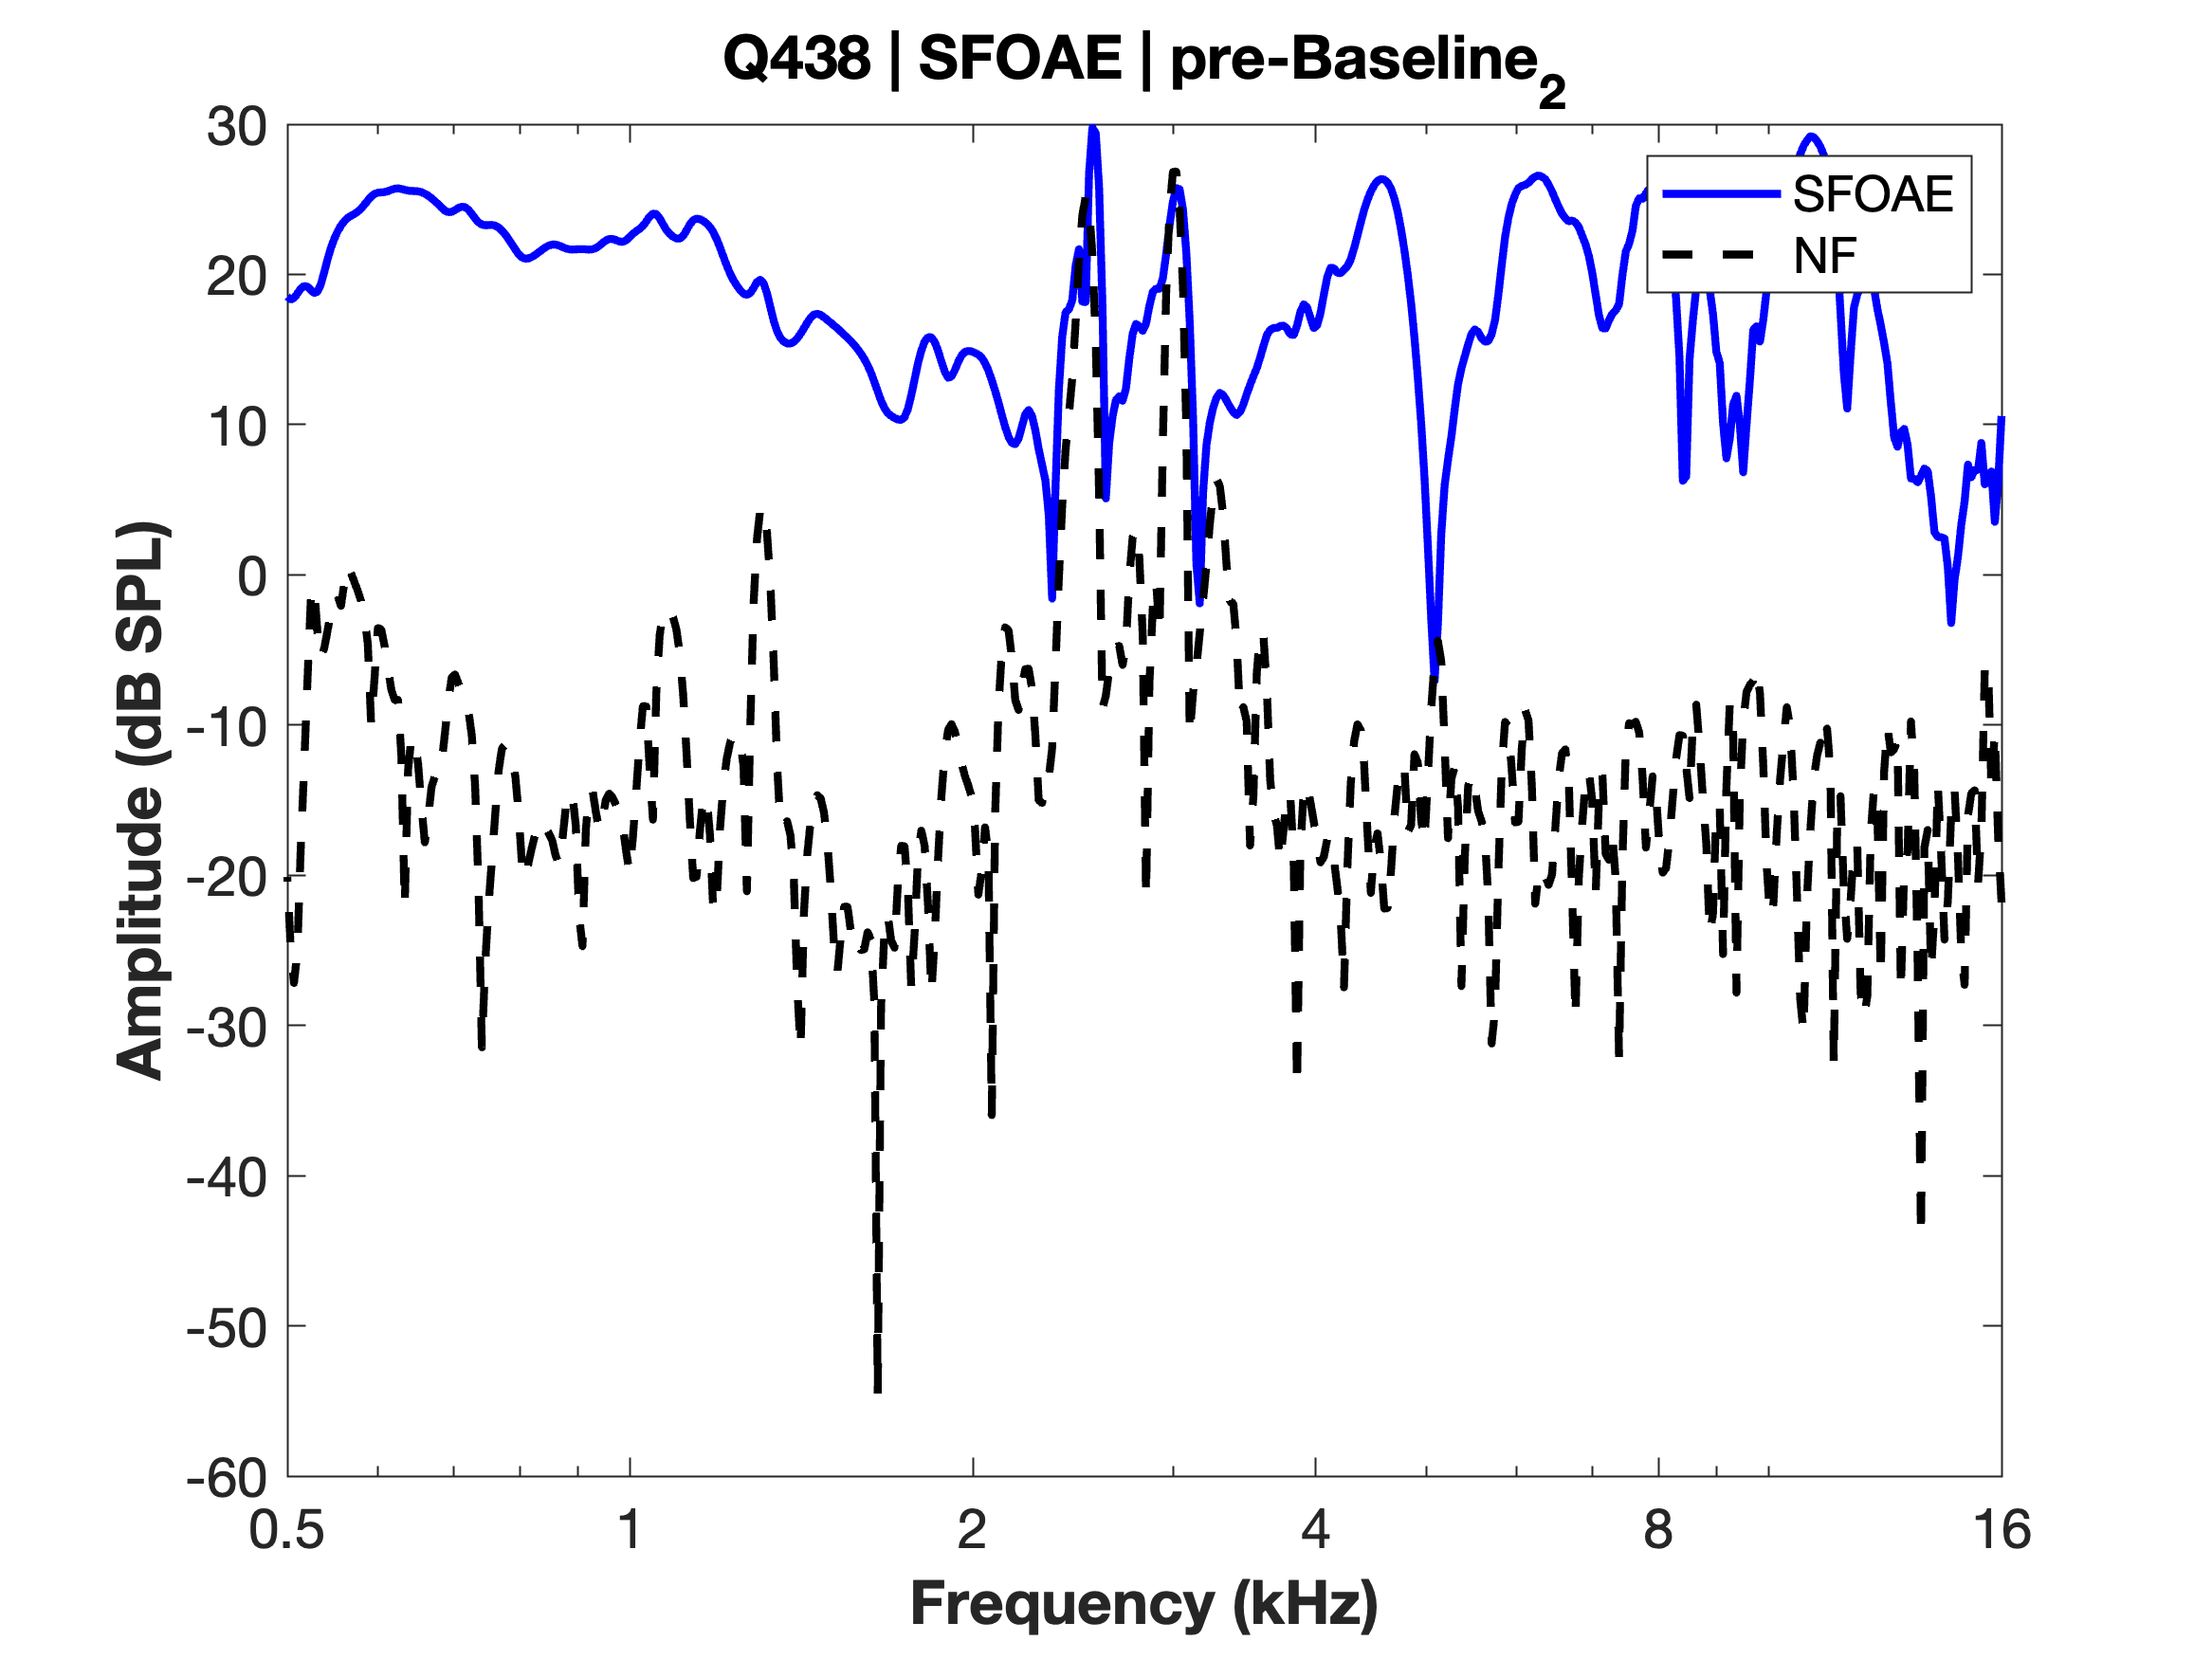 Q438 | SFOAE | pre-Baseline₂
30
20
10
0
-10
-20
-30
-40
-50
-60
Amplitude (dB SPL)
SFOAE
NF
0.5 1 2 4 8 16
Frequency (kHz)